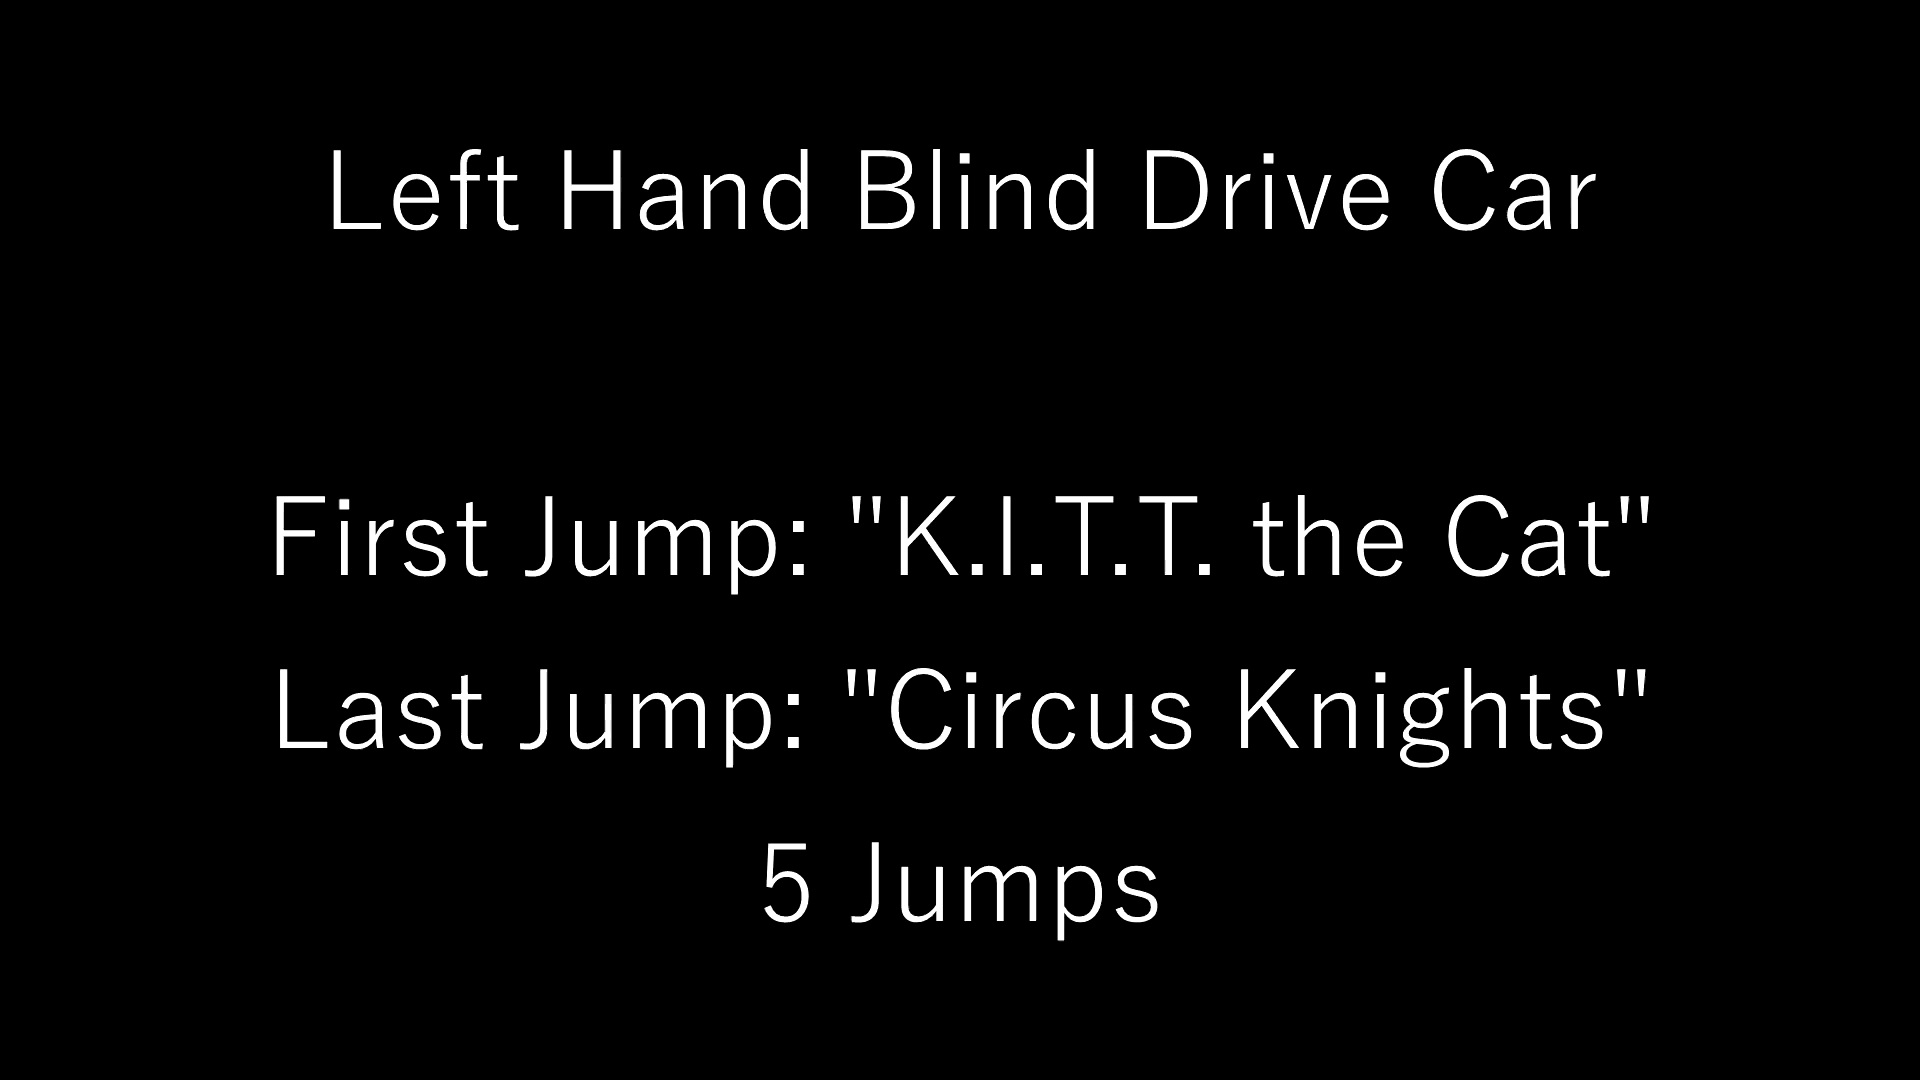 Left Hand Blind Drive Car
First Jump: "K.I.T.T. the Cat"
Last Jump: "Circus Knights"
5 Jumps